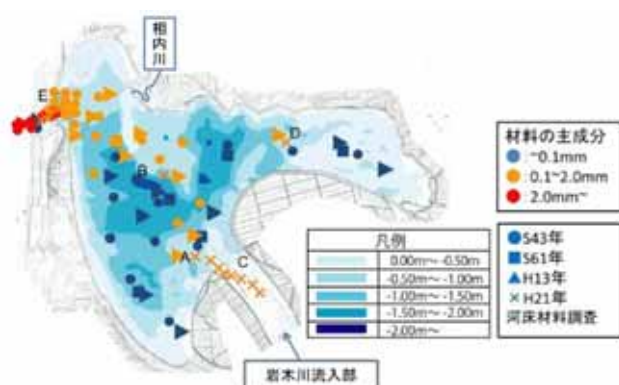 相内川
E
D
B
A
C
材料の主成分
:~0.1mm
:0.1~2.0mm
:2.0mm~
凡例
0.00m～ -0.50m
-0.50m～ -1.00m
-1.00m～ -1.50m
-1.50m～ -2.00m
-2.00m～
S43年
S61年
H13年
H21年
河床材料調査
岩木川流入部